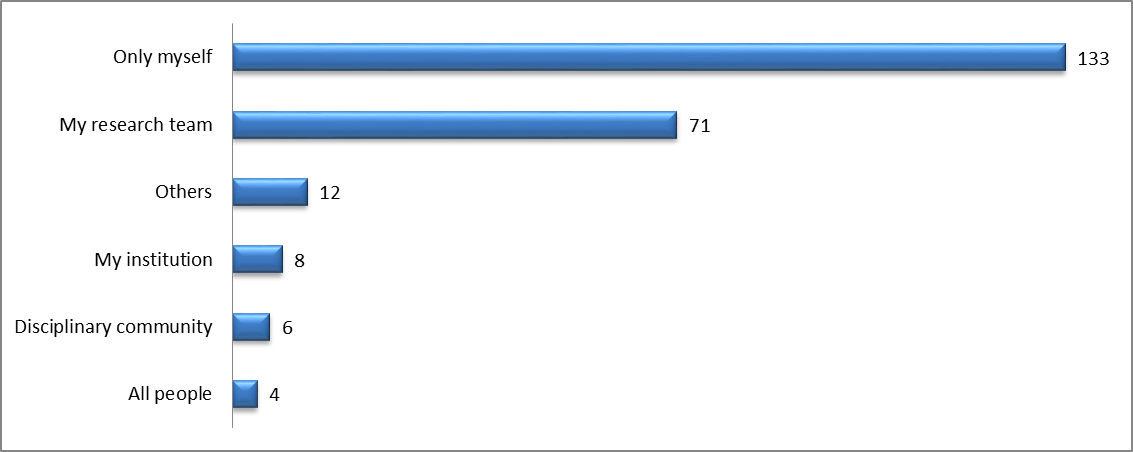 Only myself 133
My research team 71
Others 12
My institution 8
Disciplinary community 6
All people 4